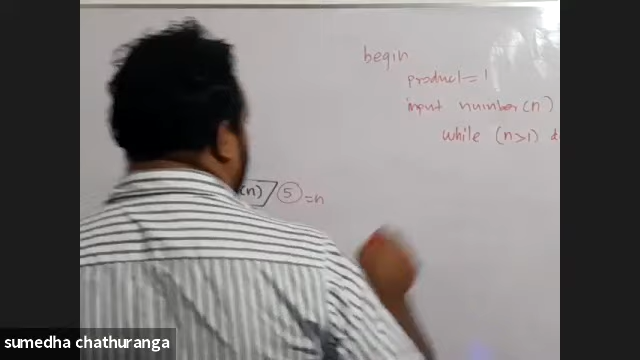 begin
product = 1
input number (n)
while (n>1) d
(n) 5 = n
sumedha chathuranga